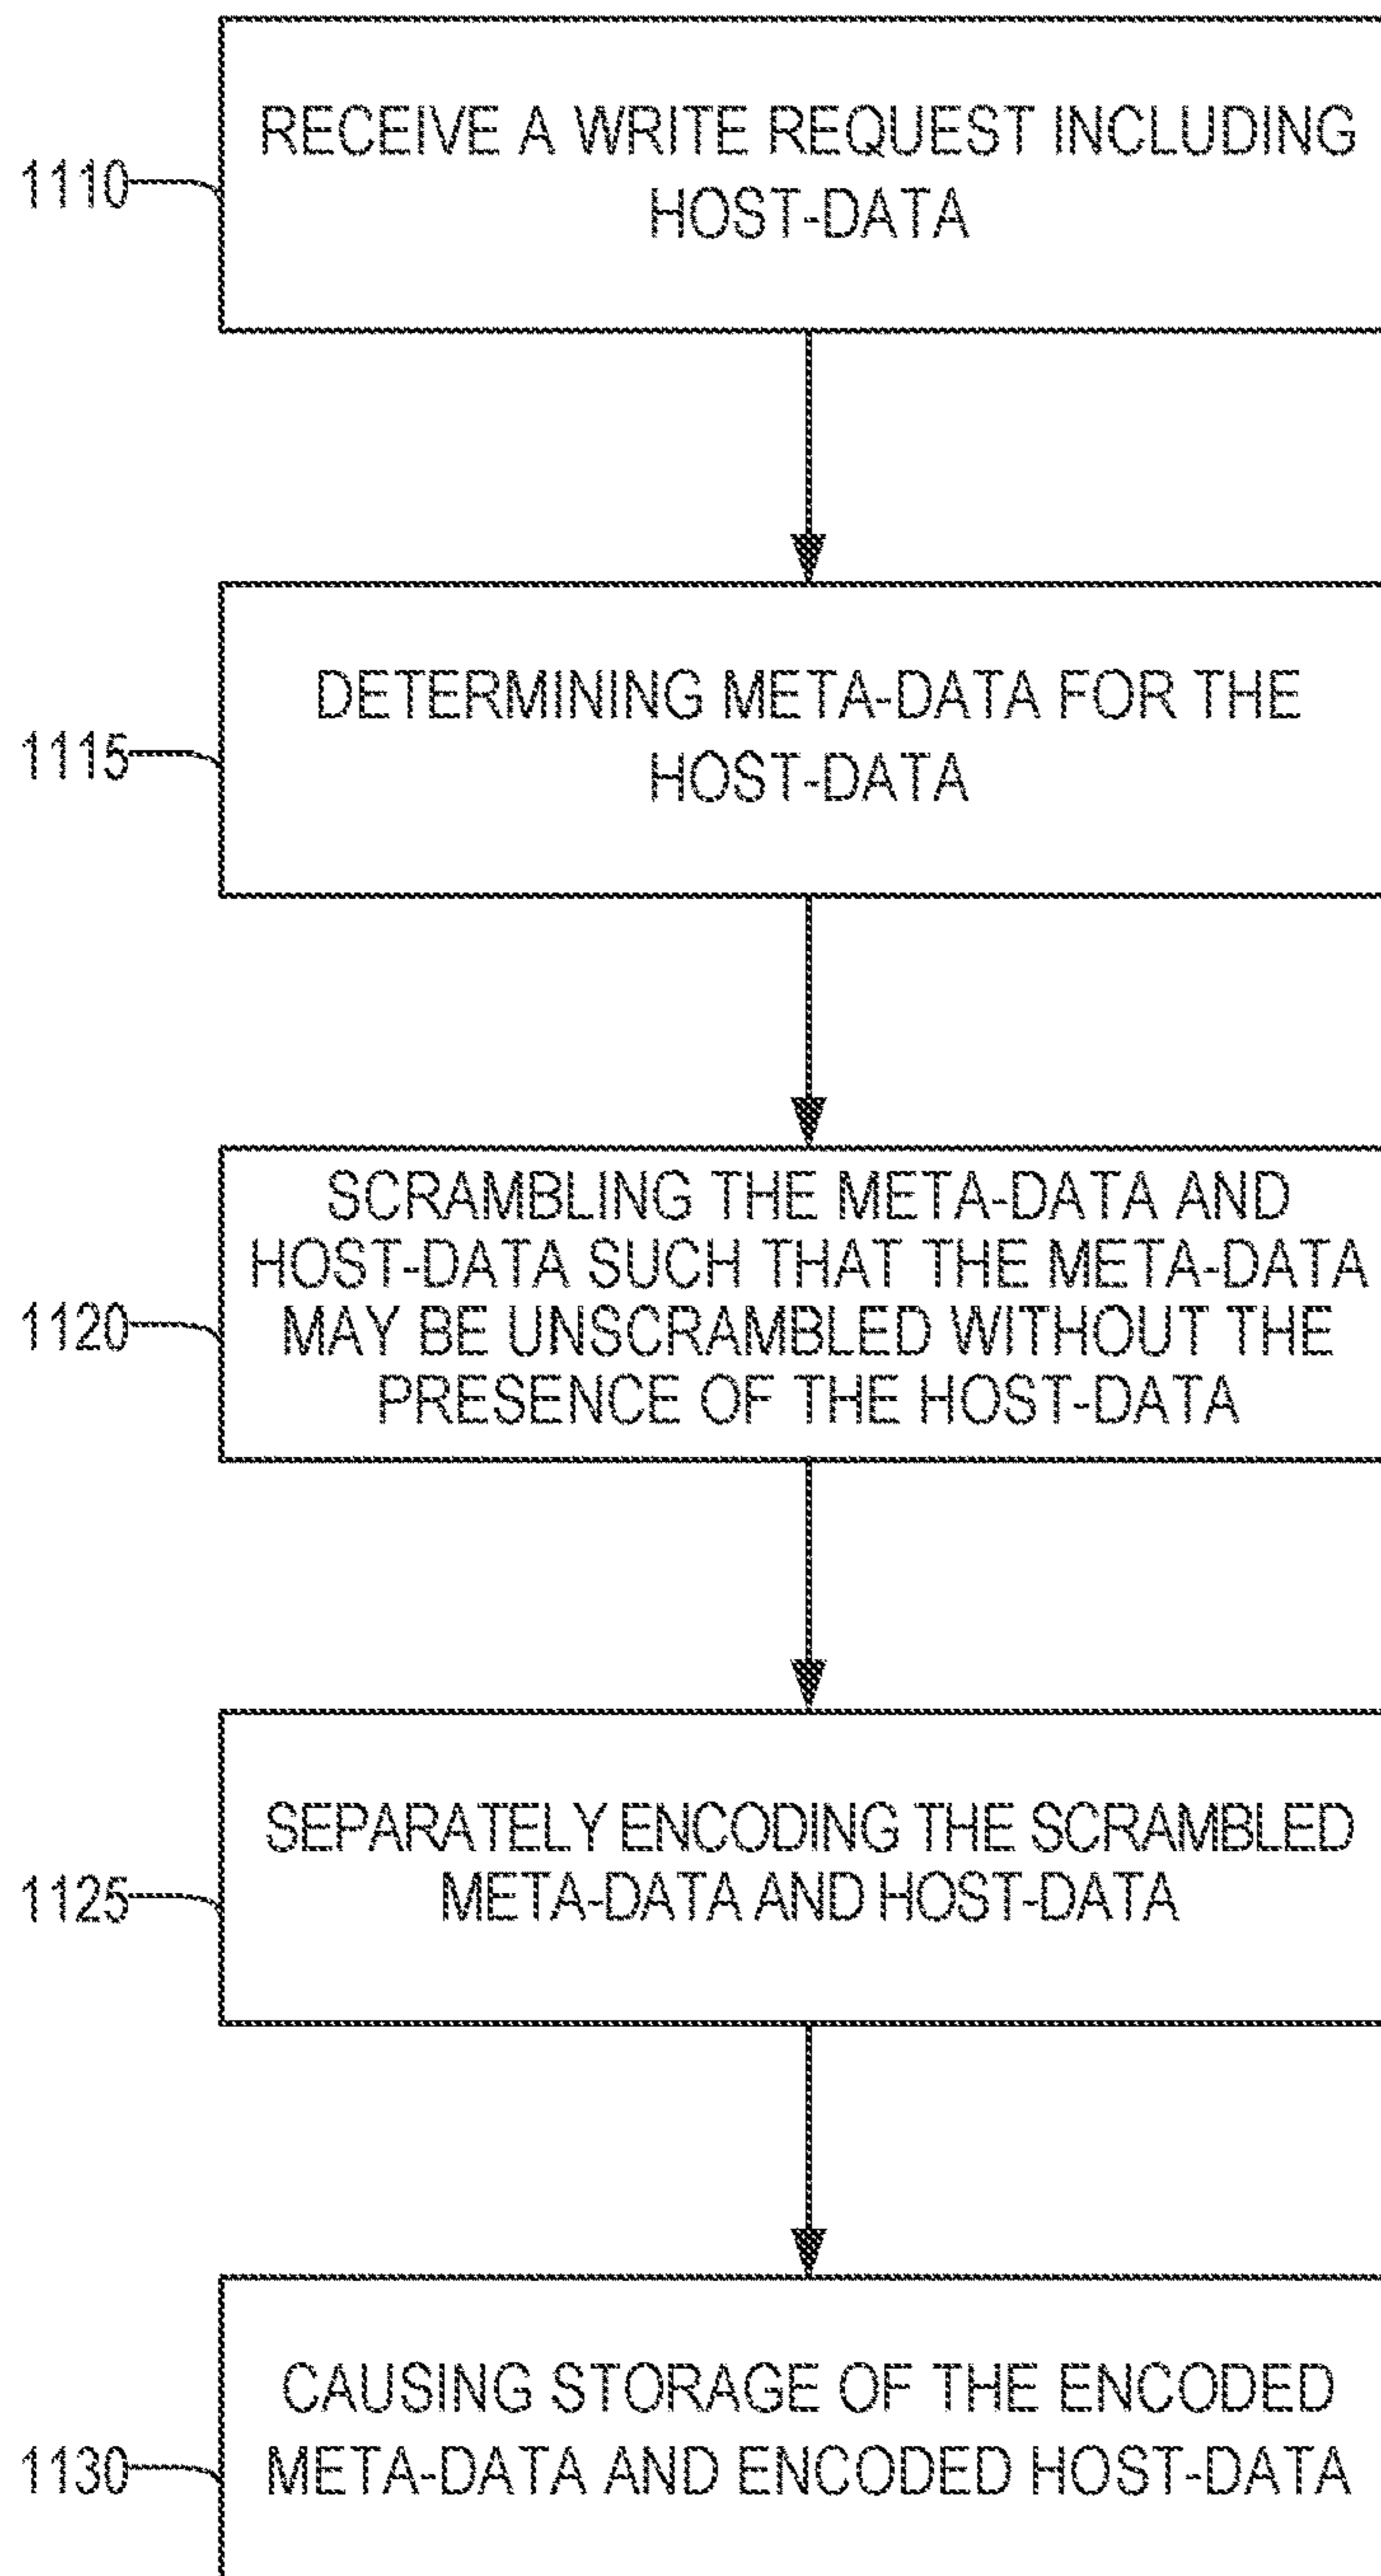 RECEIVE A WRITE REQUEST INCLUDING
HOST-DATA
1110
DETERMINING META-DATA FOR THE
HOST-DATA
1115
SCRAMBLING THE META-DATA AND
HOST-DATA SUCH THAT THE META-DATA
MAY BE UNSCRAMBLED WITHOUT THE
PRESENCE OF THE HOST-DATA
1120
SEPARATELY ENCODING THE SCRAMBLED
META-DATA AND HOST-DATA
1125
CAUSING STORAGE OF THE ENCODED
META-DATA AND ENCODED HOST-DATA
1130